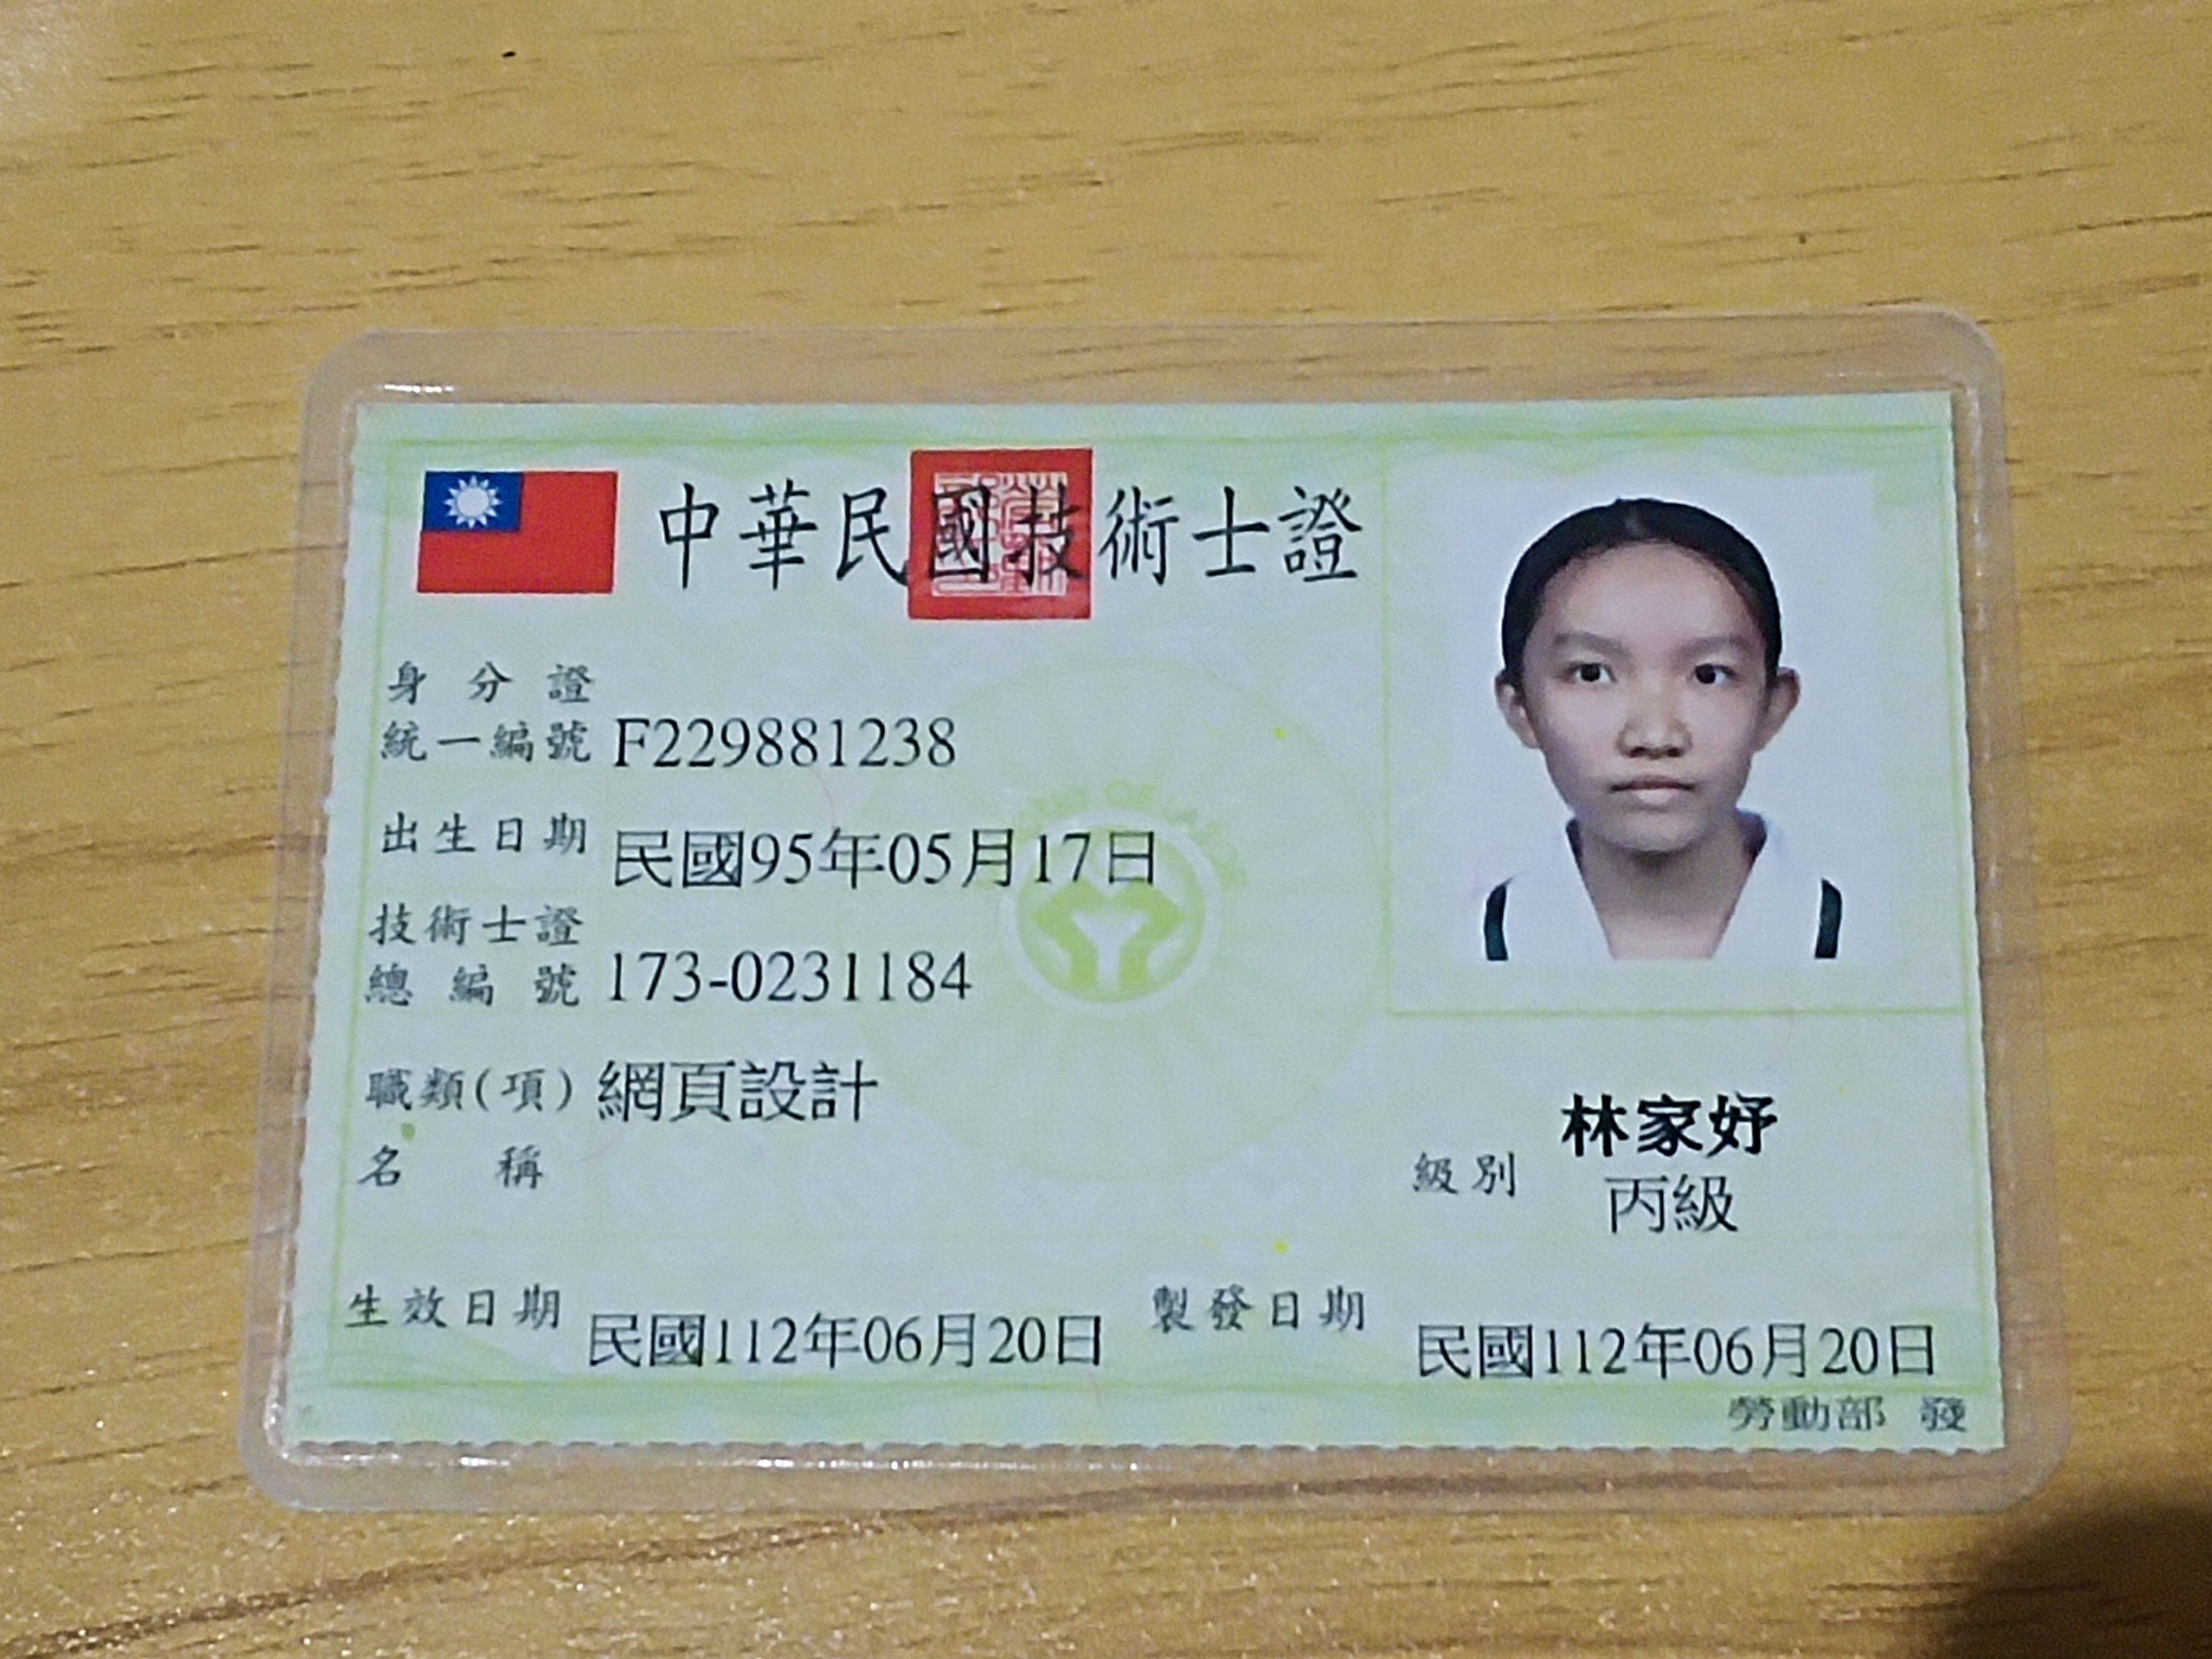 中華民國技術士證
身分證
統一編號 F229881238
出生日期 民國95年05月17日
技術士證
總編號 173-0231184
職類(項) 網頁設計
名稱
林家妤
級別 丙級
生效日期 民國112年06月20日 製發日期 民國112年06月20日
勞動部 發